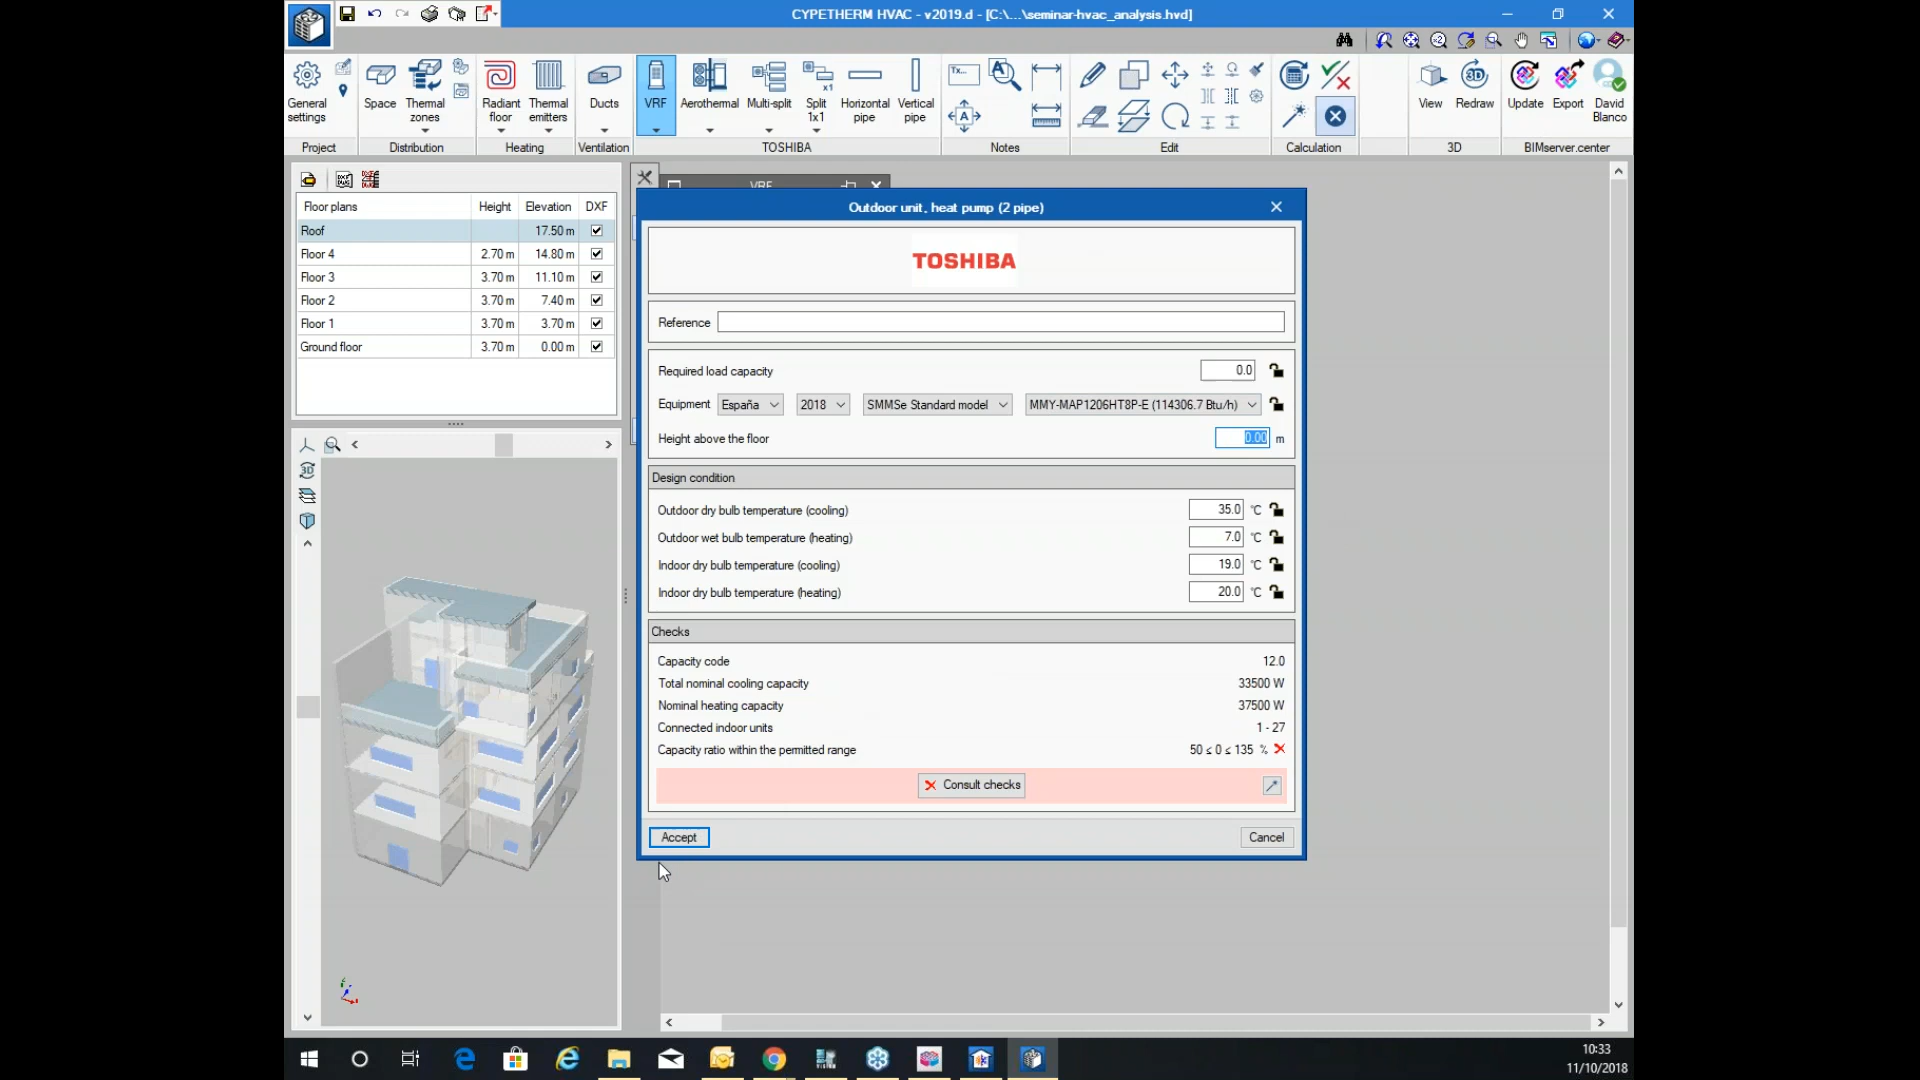 CYPETHERM HVAC - v2019.d - [C:\...\seminar-hvac_analysis.hvd]
General settings
Space
Thermal zones
Radiant floor
Thermal emitters
Ducts
VRF
Aerothermal
Multi-split
Split 1x1
Horizontal pipe
Vertical pipe
View
Redraw
Update
Export
David Blanco
Project
Distribution
Heating
Ventilation
TOSHIBA
Notes
Edit
Calculation
3D
BIMserver.center
Floor plans Height Elevation DXF
Roof 17.50 m
Floor 4 2.70 m 14.80 m
Floor 3 3.70 m 11.10 m
Floor 2 3.70 m 7.40 m
Floor 1 3.70 m 3.70 m
Ground floor 3.70 m 0.00 m
VRF
Outdoor unit, heat pump (2 pipe)
TOSHIBA
Reference
Required load capacity 0.0
Equipment España 2018 SMMSe Standard model MMY-MAP1206HT8P-E (114306.7 Btu/h)
Height above the floor 0.00 m
Design condition
Outdoor dry bulb temperature (cooling) 35.0 °C
Outdoor wet bulb temperature (heating) 7.0 °C
Indoor dry bulb temperature (cooling) 19.0 °C
Indoor dry bulb temperature (heating) 20.0 °C
Checks
Capacity code 12.0
Total nominal cooling capacity 33500 W
Nominal heating capacity 37500 W
Connected indoor units 1 - 27
Capacity ratio within the permitted range 50 ≤ 0 ≤ 135 %
Consult checks
Accept
Cancel
10:33
11/10/2018